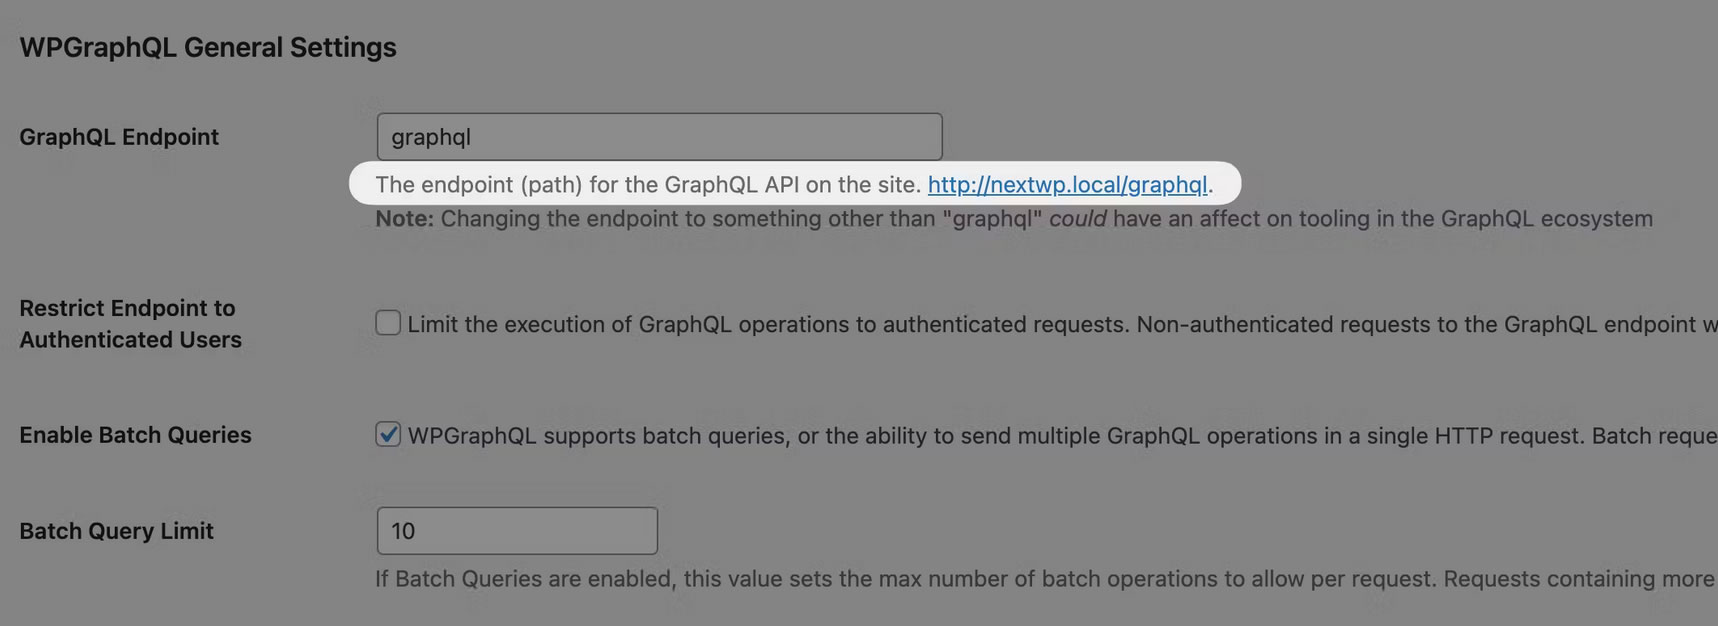 WPGraphQL General Settings
GraphQL Endpoint
graphql
The endpoint (path) for the GraphQL API on the site. http://nextwp.local/graphql.
Note: Changing the endpoint to something other than "graphql" could have an affect on tooling in the GraphQL ecosystem
Restrict Endpoint to
Authenticated Users
Limit the execution of GraphQL operations to authenticated requests. Non-authenticated requests to the GraphQL endpoint w
Enable Batch Queries
WPGraphQL supports batch queries, or the ability to send multiple GraphQL operations in a single HTTP request. Batch reque
Batch Query Limit
10
If Batch Queries are enabled, this value sets the max number of batch operations to allow per request. Requests containing more